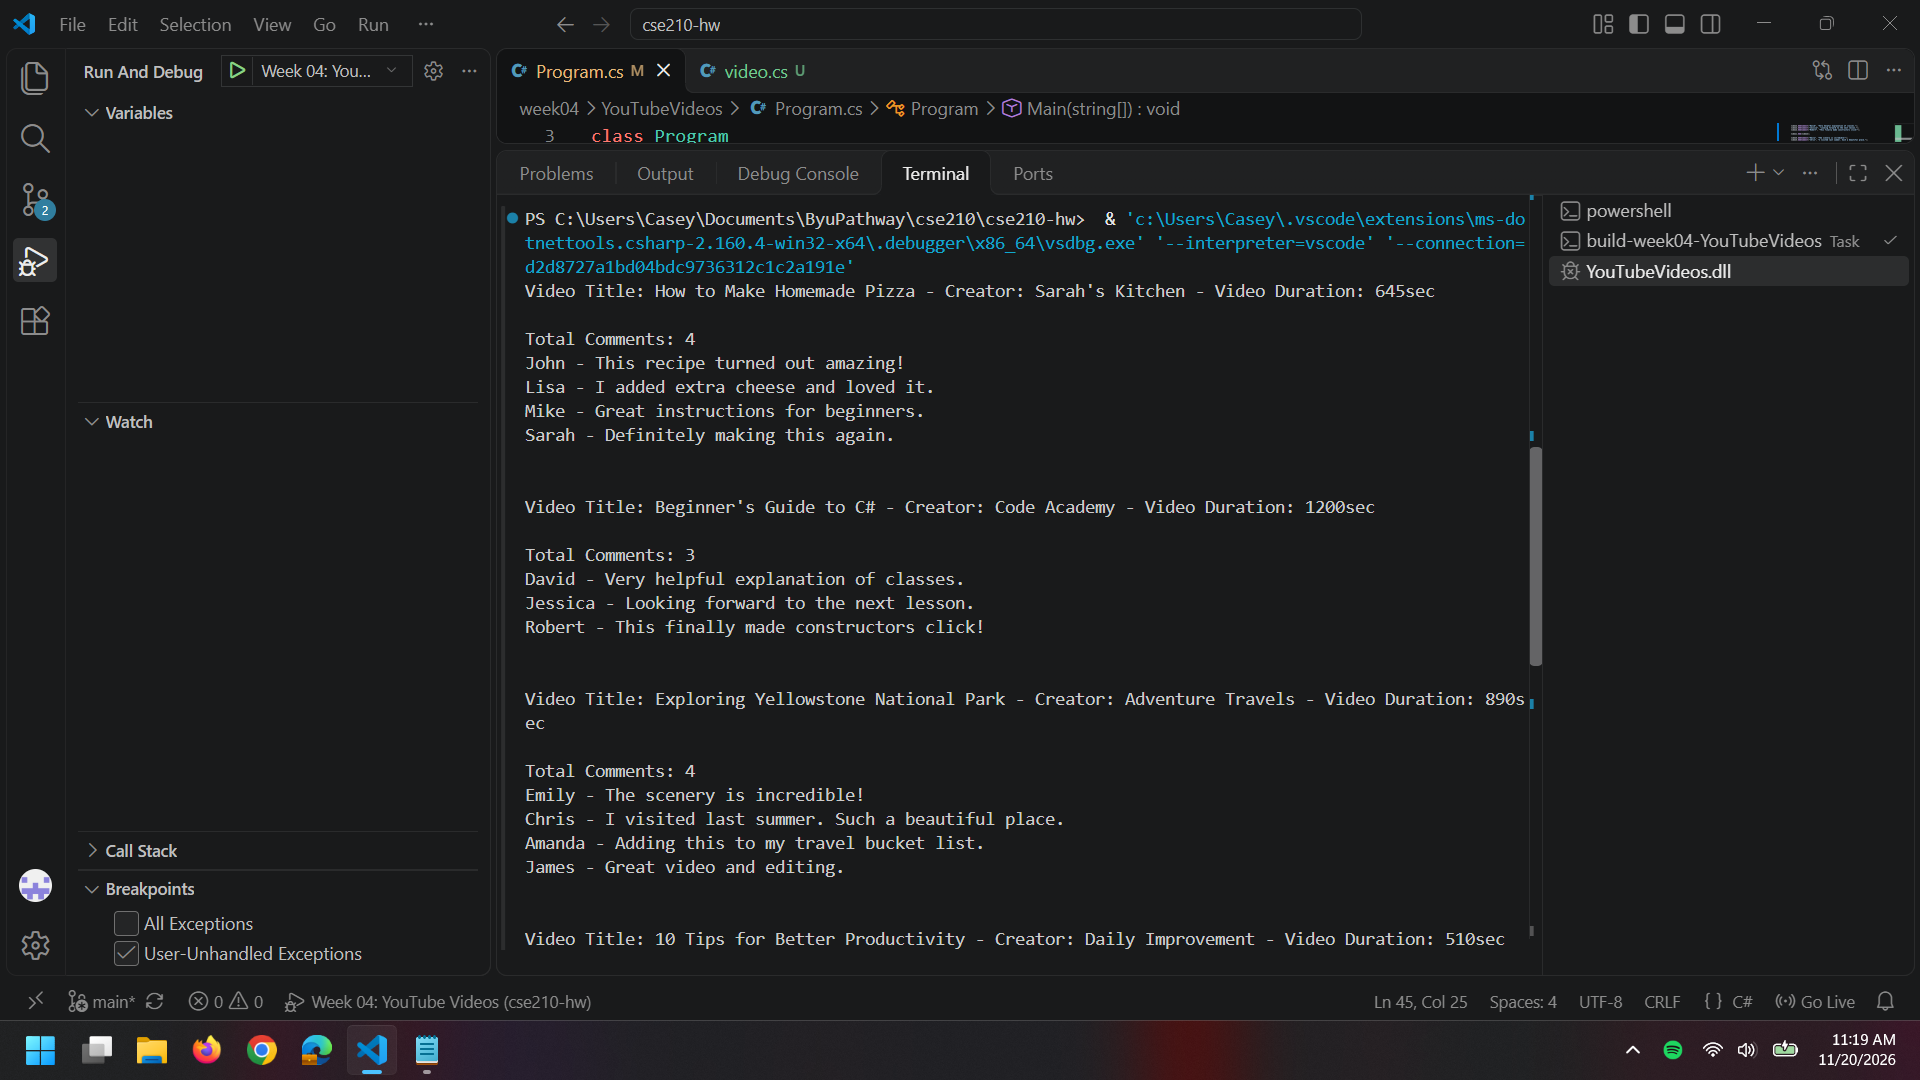 File Edit Selection View Go Run ···
cse210-hw
Run And Debug
Week 04: You...
Variables
Watch
Call Stack
Breakpoints
All Exceptions
User-Unhandled Exceptions
2
Program.cs M
video.cs U
week04 > YouTubeVideos > Program.cs > Program > Main(string[]) : void
3 class Program
Problems Output Debug Console Terminal Ports
PS C:\Users\Casey\Documents\ByuPathway\cse210\cse210-hw>  & 'c:\Users\Casey\.vscode\extensions\ms-do
tnettools.csharp-2.160.4-win32-x64\.debugger\x86_64\vsdbg.exe' '--interpreter=vscode' '--connection=
d2d8727a1bd04bdc9736312c1c2a191e'
Video Title: How to Make Homemade Pizza - Creator: Sarah's Kitchen - Video Duration: 645sec
Total Comments: 4
John - This recipe turned out amazing!
Lisa - I added extra cheese and loved it.
Mike - Great instructions for beginners.
Sarah - Definitely making this again.
Video Title: Beginner's Guide to C# - Creator: Code Academy - Video Duration: 1200sec
Total Comments: 3
David - Very helpful explanation of classes.
Jessica - Looking forward to the next lesson.
Robert - This finally made constructors click!
Video Title: Exploring Yellowstone National Park - Creator: Adventure Travels - Video Duration: 890s
ec
Total Comments: 4
Emily - The scenery is incredible!
Chris - I visited last summer. Such a beautiful place.
Amanda - Adding this to my travel bucket list.
James - Great video and editing.
Video Title: 10 Tips for Better Productivity - Creator: Daily Improvement - Video Duration: 510sec
powershell
build-week04-YouTubeVideos Task
YouTubeVideos.dll
main* 0 0 Week 04: YouTube Videos (cse210-hw)
Ln 45, Col 25 Spaces: 4 UTF-8 CRLF { } C# Go Live
11:19 AM
11/20/2026